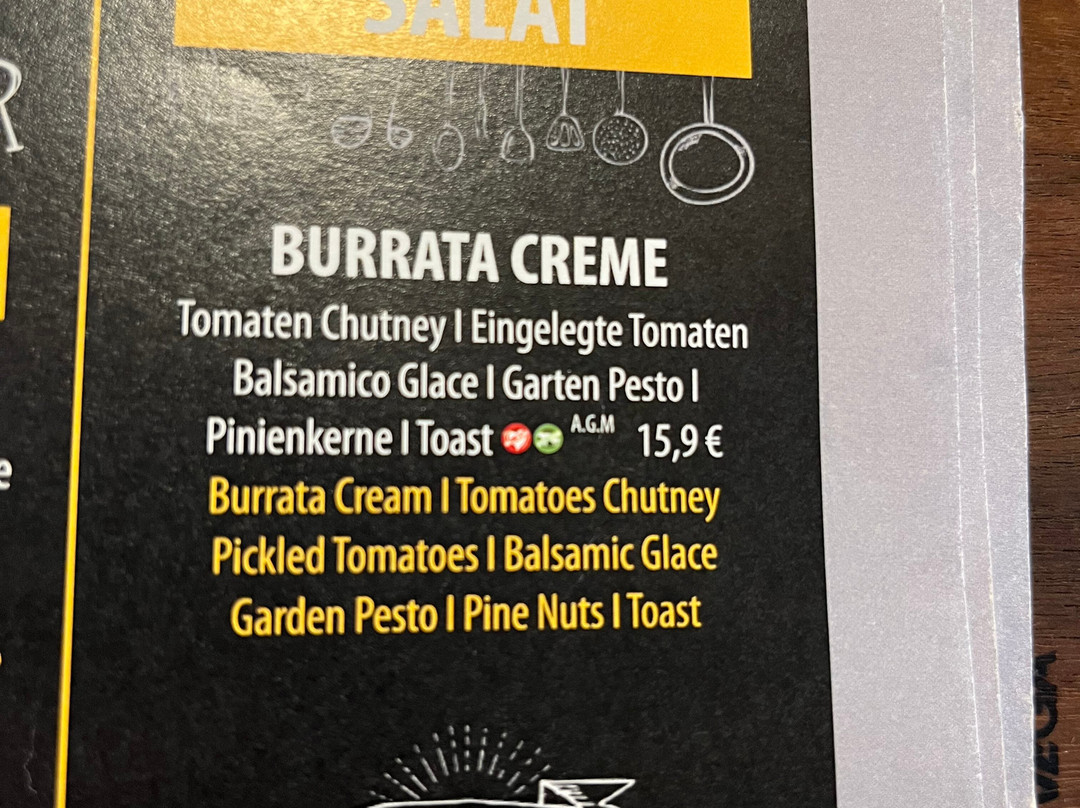 SALAT
BURRATA CREME
Tomaten Chutney I Eingelegte Tomaten
Balsamico Glace I Garten Pesto I
Pinienkerne I Toast A.G.M 15,9 €
Burrata Cream I Tomatoes Chutney
Pickled Tomatoes I Balsamic Glace
Garden Pesto I Pine Nuts I Toast